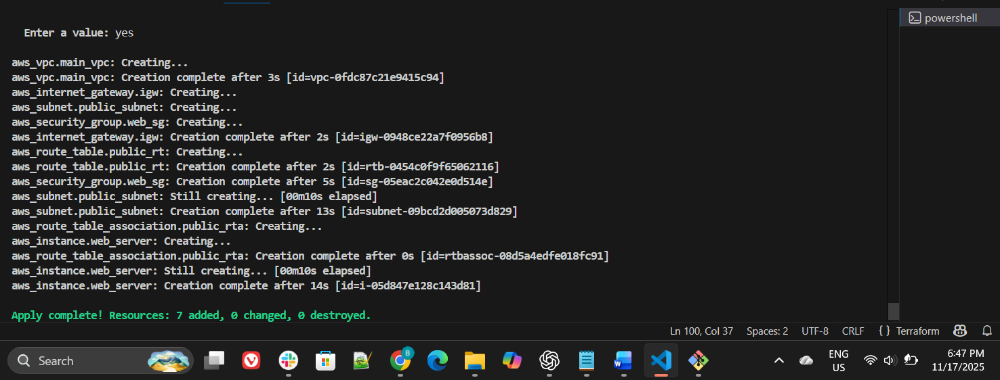 powershell
Enter a value: yes
aws_vpc.main_vpc: Creating...
aws_vpc.main_vpc: Creation complete after 3s [id=vpc-0fdc87c21e9415c94]
aws_internet_gateway.igw: Creating...
aws_subnet.public_subnet: Creating...
aws_security_group.web_sg: Creating...
aws_internet_gateway.igw: Creation complete after 2s [id=igw-0948ce22a7f0956b8]
aws_route_table.public_rt: Creating...
aws_route_table.public_rt: Creation complete after 2s [id=rtb-0454c0f9f65062116]
aws_security_group.web_sg: Creation complete after 5s [id=sg-05eac2c042e0d514e]
aws_subnet.public_subnet: Still creating... [00m10s elapsed]
aws_subnet.public_subnet: Creation complete after 13s [id=subnet-09bcd2d005073d829]
aws_route_table_association.public_rta: Creating...
aws_instance.web_server: Creating...
aws_route_table_association.public_rta: Creation complete after 0s [id=rtbassoc-08d5a4edfe018fc91]
aws_instance.web_server: Still creating... [00m10s elapsed]
aws_instance.web_server: Creation complete after 14s [id=i-05d847e128c143d81]
Apply complete! Resources: 7 added, 0 changed, 0 destroyed.
Ln 100, Col 37 Spaces: 2 UTF-8 CRLF { } Terraform
Search
B
W
ENG
US
6:47 PM
11/17/2025